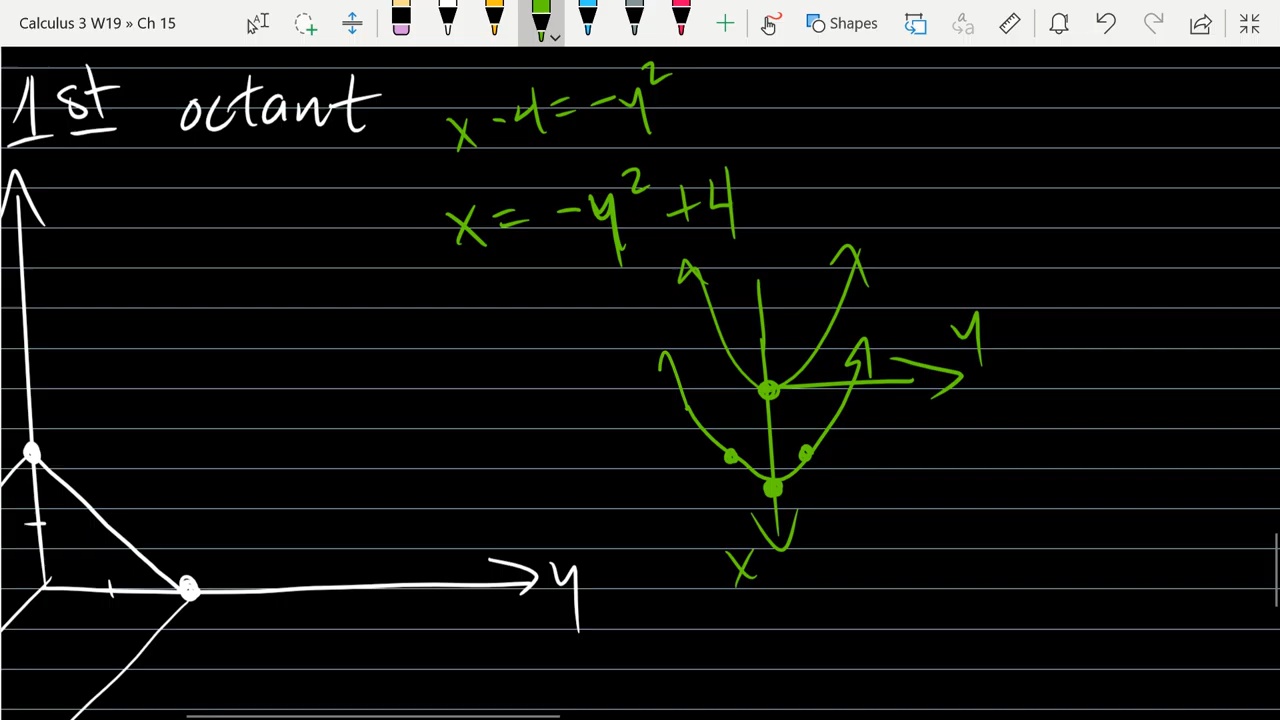 Calculus 3 W19 » Ch 15
Shapes
1st octant
x - 4 = -y²
x = -y² + 4
y
x
y